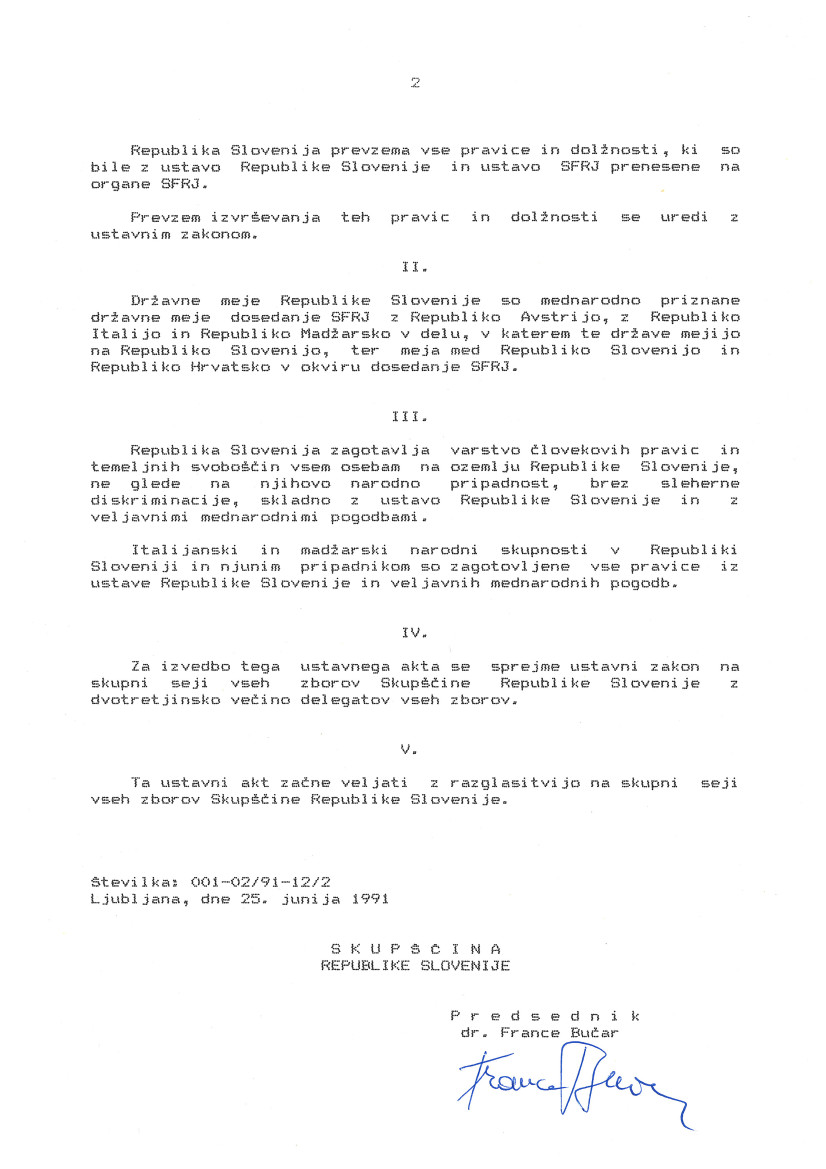 2
Republika Slovenija prevzema vse pravice in dolžnosti, ki so
bile z ustavo Republike Slovenije in ustavo SFRJ prenesene na
organe SFRJ.
Prevzem izvrševanja teh pravic in dolžnosti se uredi z
ustavnim zakonom.
II.
Državne meje Republike Slovenije so mednarodno priznane
državne meje dosedanje SFRJ z Republiko Avstrijo, z Republiko
Italijo in Republiko Madžarsko v delu, v katerem te države mejijo
na Republiko Slovenijo, ter meja med Republiko Slovenijo in
Republiko Hrvatsko v okviru dosedanje SFRJ.
III.
Republika Slovenija zagotavlja varstvo človekovih pravic in
temeljnih svoboščin vsem osebam na ozemlju Republike Slovenije,
ne glede na njihovo narodno pripadnost, brez sleherne
diskriminacije, skladno z ustavo Republike Slovenije in z
veljavnimi mednarodnimi pogodbami.
Italijanski in madžarski narodni skupnosti v Republiki
Sloveniji in njunim pripadnikom so zagotovljene vse pravice iz
ustave Republike Slovenije in veljavnih mednarodnih pogodb.
IV.
Za izvedbo tega ustavnega akta se sprejme ustavni zakon na
skupni seji vseh zborov Skupščine Republike Slovenije z
dvotretjinsko večino delegatov vseh zborov.
V.
Ta ustavni akt začne veljati z razglasitvijo na skupni seji
vseh zborov Skupščine Republike Slovenije.
Številka: 001-02/91-12/2
Ljubljana, dne 25. junija 1991
S K U P Š Č I N A
REPUBLIKE SLOVENIJE
P r e d s e d n i k
dr. France Bučar
France Bučar